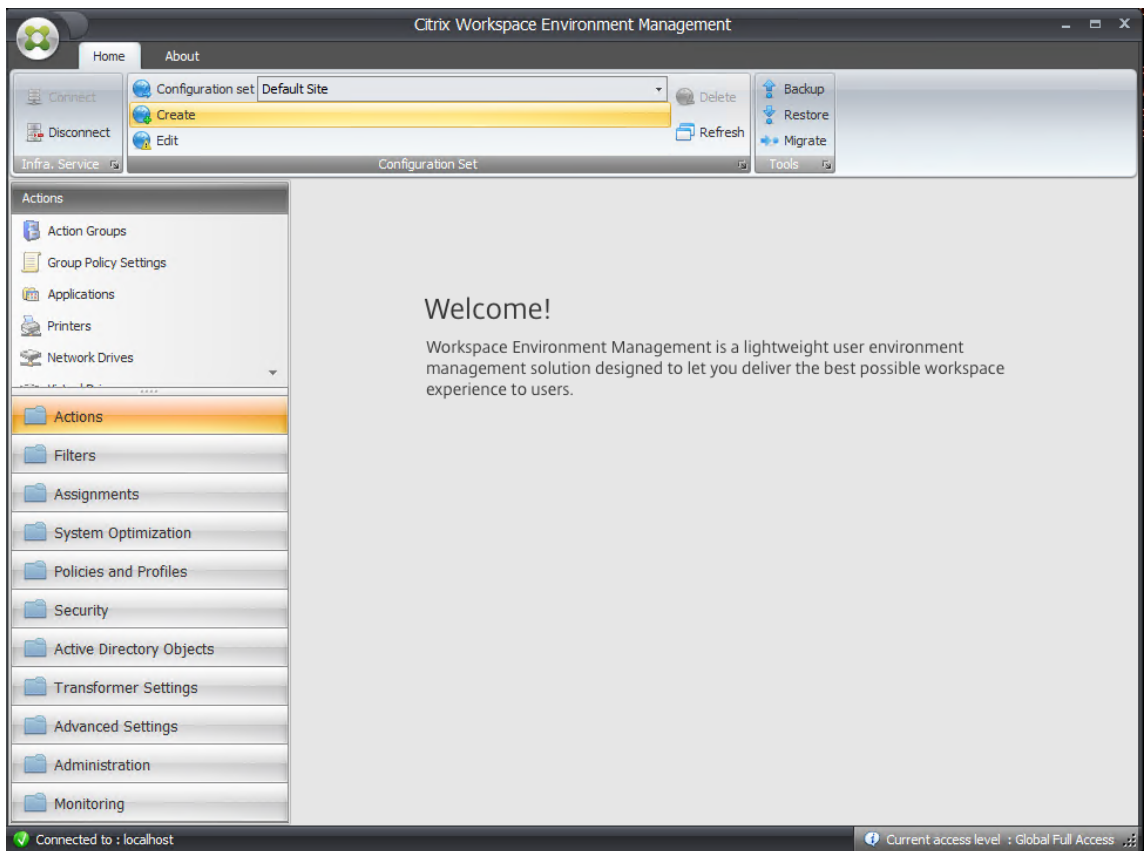 Citrix Workspace Environment Management
Home About
Connect
Disconnect
Infra. Service
Configuration set Default Site
Create
Edit
Delete
Refresh
Configuration Set
Backup
Restore
Migrate
Tools
Actions
Action Groups
Group Policy Settings
Applications
Printers
Network Drives
Actions
Filters
Assignments
System Optimization
Policies and Profiles
Security
Active Directory Objects
Transformer Settings
Advanced Settings
Administration
Monitoring
Welcome!
Workspace Environment Management is a lightweight user environment
management solution designed to let you deliver the best possible workspace
experience to users.
Connected to : localhost
Current access level : Global Full Access